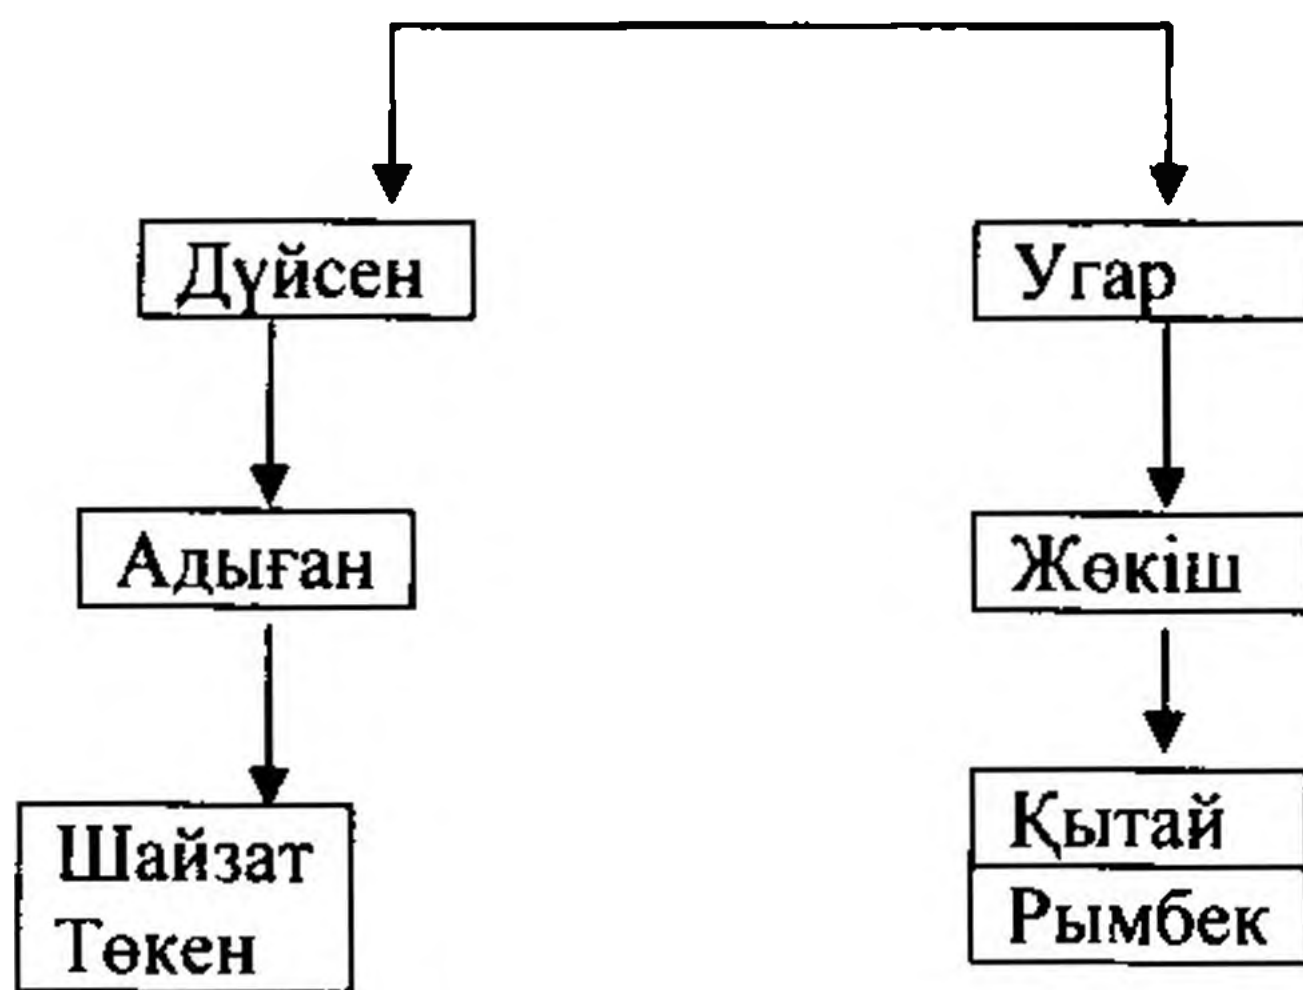 Дүйсен
Угар
Адыған
Жөкіш
Шайзат
Төкен
Қытай
Рымбек